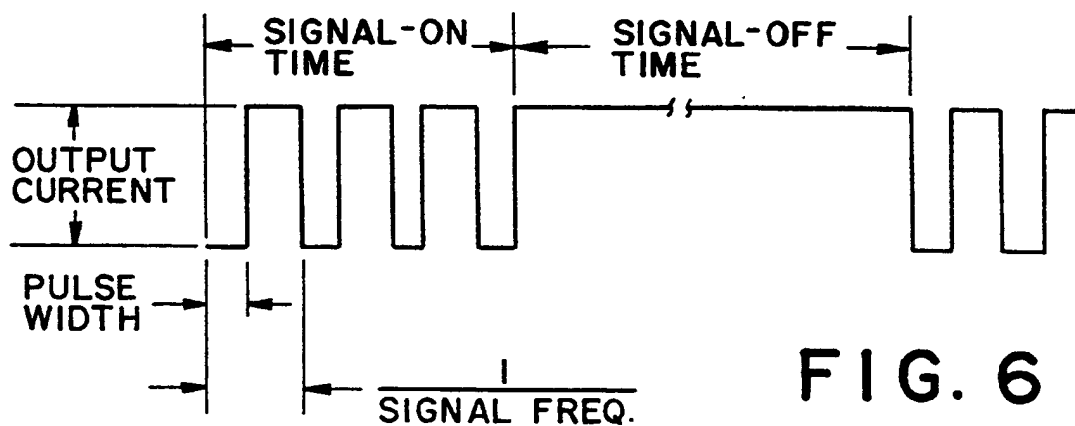 SIGNAL-ON
TIME
SIGNAL-OFF
TIME
OUTPUT
CURRENT
PULSE
WIDTH
1
SIGNAL FREQ.
FIG. 6